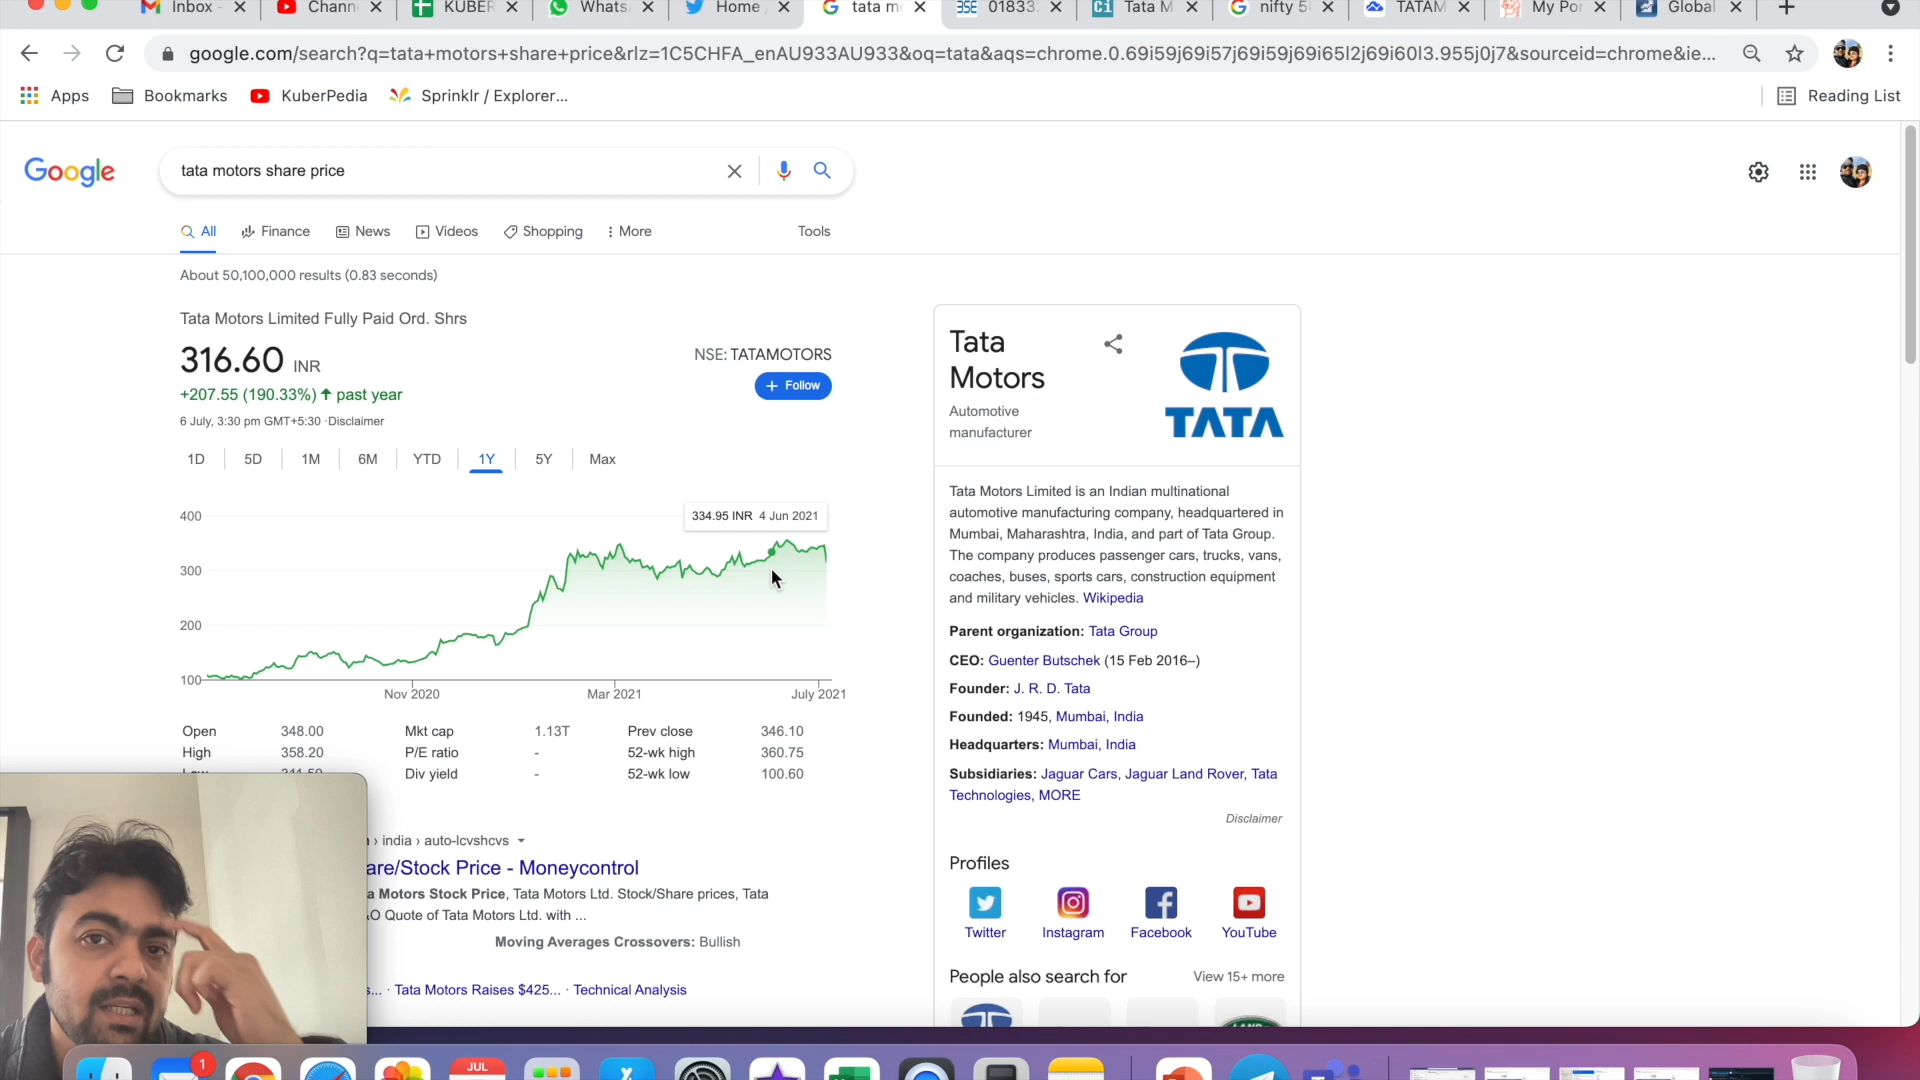 Inbox -
Chann
KUBER
Whats
Home
tata m
01833
Tata M
nifty 5
TATAM
My Po
Global
google.com/search?q=tata+motors+share+price&rlz=1C5CHFA_enAU933AU933&oq=tata&aqs=chrome.0.69i59j69i57j69i59j69i65l2j69i60l3.955j0j7&sourceid=chrome&ie...
Apps Bookmarks KuberPedia Sprinklr / Explorer... Reading List
Google tata motors share price
All Finance News Videos Shopping More Tools
About 50,100,000 results (0.83 seconds)
Tata Motors Limited Fully Paid Ord. Shrs
316.60 INR
NSE: TATAMOTORS
+207.55 (190.33%) past year
+ Follow
6 July, 3:30 pm GMT+5:30 ·Disclaimer
1D 5D 1M 6M YTD 1Y 5Y Max
334.95 INR 4 Jun 2021
400
300
200
100
Nov 2020 Mar 2021 July 2021
Open 348.00 Mkt cap 1.13T Prev close 346.10
High 358.20 P/E ratio - 52-wk high 360.75
Low 311.50 Div yield - 52-wk low 100.60
› india › auto-lcvshcvs
are/Stock Price - Moneycontrol
a Motors Stock Price, Tata Motors Ltd. Stock/Share prices, Tata
O Quote of Tata Motors Ltd. with ...
Moving Averages Crossovers: Bullish
s... · Tata Motors Raises $425... · Technical Analysis
Tata
Motors
Automotive
manufacturer
TATA
Tata Motors Limited is an Indian multinational
automotive manufacturing company, headquartered in
Mumbai, Maharashtra, India, and part of Tata Group.
The company produces passenger cars, trucks, vans,
coaches, buses, sports cars, construction equipment
and military vehicles. Wikipedia
Parent organization: Tata Group
CEO: Guenter Butschek (15 Feb 2016–)
Founder: J. R. D. Tata
Founded: 1945, Mumbai, India
Headquarters: Mumbai, India
Subsidiaries: Jaguar Cars, Jaguar Land Rover, Tata
Technologies, MORE
Disclaimer
Profiles
Twitter Instagram Facebook YouTube
People also search for View 15+ more
1
JUL